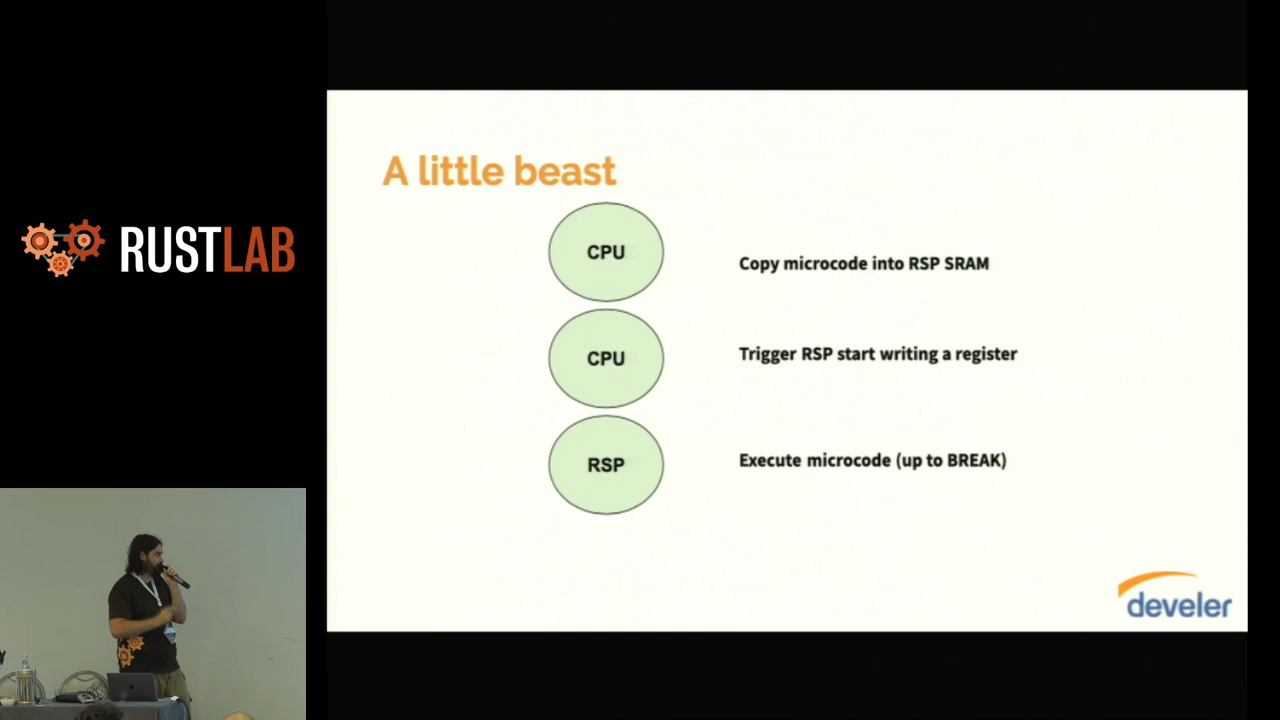 RUSTLAB
A little beast
CPU
Copy microcode into RSP SRAM
CPU
Trigger RSP start writing a register
RSP
Execute microcode (up to BREAK)
develer